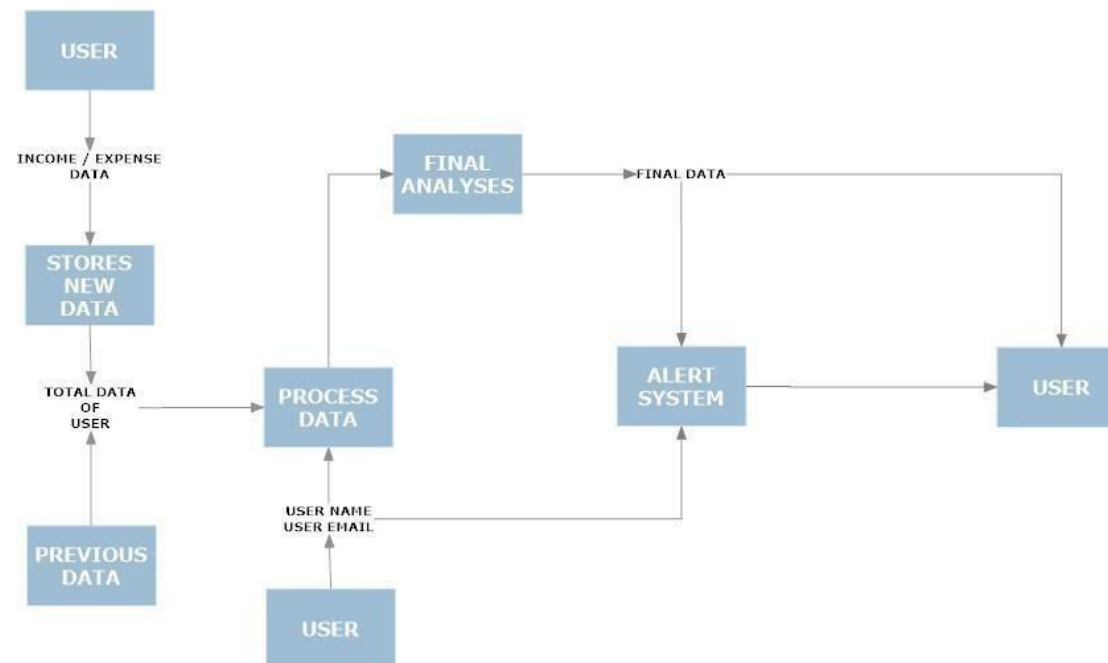 USER
INCOME / EXPENSE
DATA
STORES
NEW
DATA
TOTAL DATA
OF
USER
PREVIOUS
DATA
PROCESS
DATA
USER NAME
USER EMAIL
USER
FINAL
ANALYSES
FINAL DATA
ALERT
SYSTEM
USER